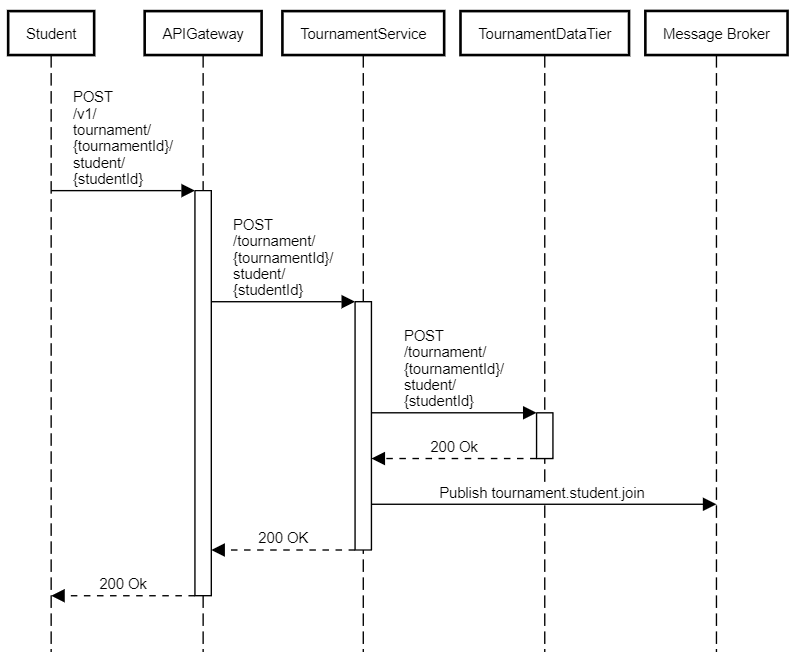 Student
APIGateway
TournamentService
TournamentDataTier
Message Broker
POST
/v1/
tournament/
{tournamentId}/
student/
{studentId}
POST
/tournament/
{tournamentId}/
student/
{studentId}
POST
/tournament/
{tournamentId}/
student/
{studentId}
200 Ok
Publish tournament.student.join
200 OK
200 Ok